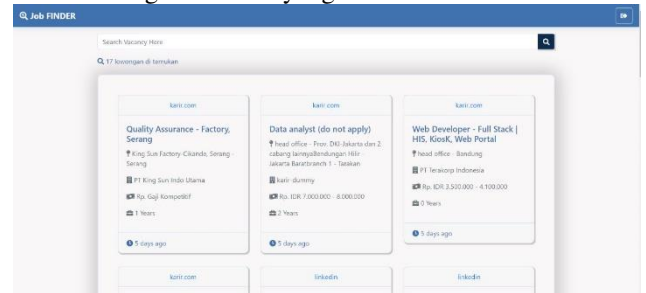 Job FINDER
Search Vacancy Here
17 lowongan di temukan
karir.com
Quality Assurance - Factory,
Serang
King Sun Factory-Cikande, Serang -
Serang
PT King Sun Indo Utama
Rp. Gaji Kompetitif
1 Years
5 days ago
karir.com
Data analyst (do not apply)
head office - Prov. DKI Jakarta dan 2
cabang
Hilir -
Jakarta
1 -
karir-dummy
Rp. IDR 7.000.000 - 8.000.000
2 Years
5 days ago
karir.com
Web Developer - Full Stack |
HIS, KiosK, Web Portal
head office - Bandung
PT Terakorp Indonesia
Rp. IDR 3.500.000 - 4.100.000
0 Years
5 days ago
karir.com
linkedin
linkedin